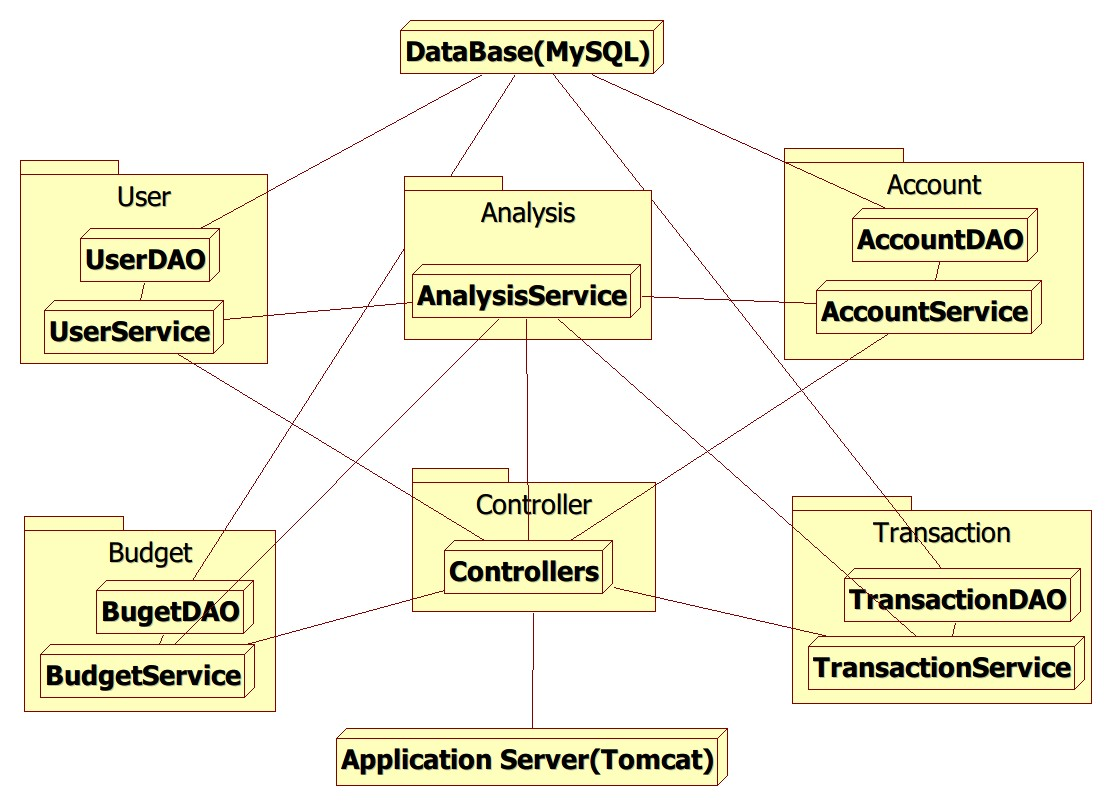 DataBase(MySQL)
User
UserDAO
UserService
Analysis
AnalysisService
Account
AccountDAO
AccountService
Budget
BugetDAO
BudgetService
Controller
Controllers
Transaction
TransactionDAO
TransactionService
Application Server(Tomcat)